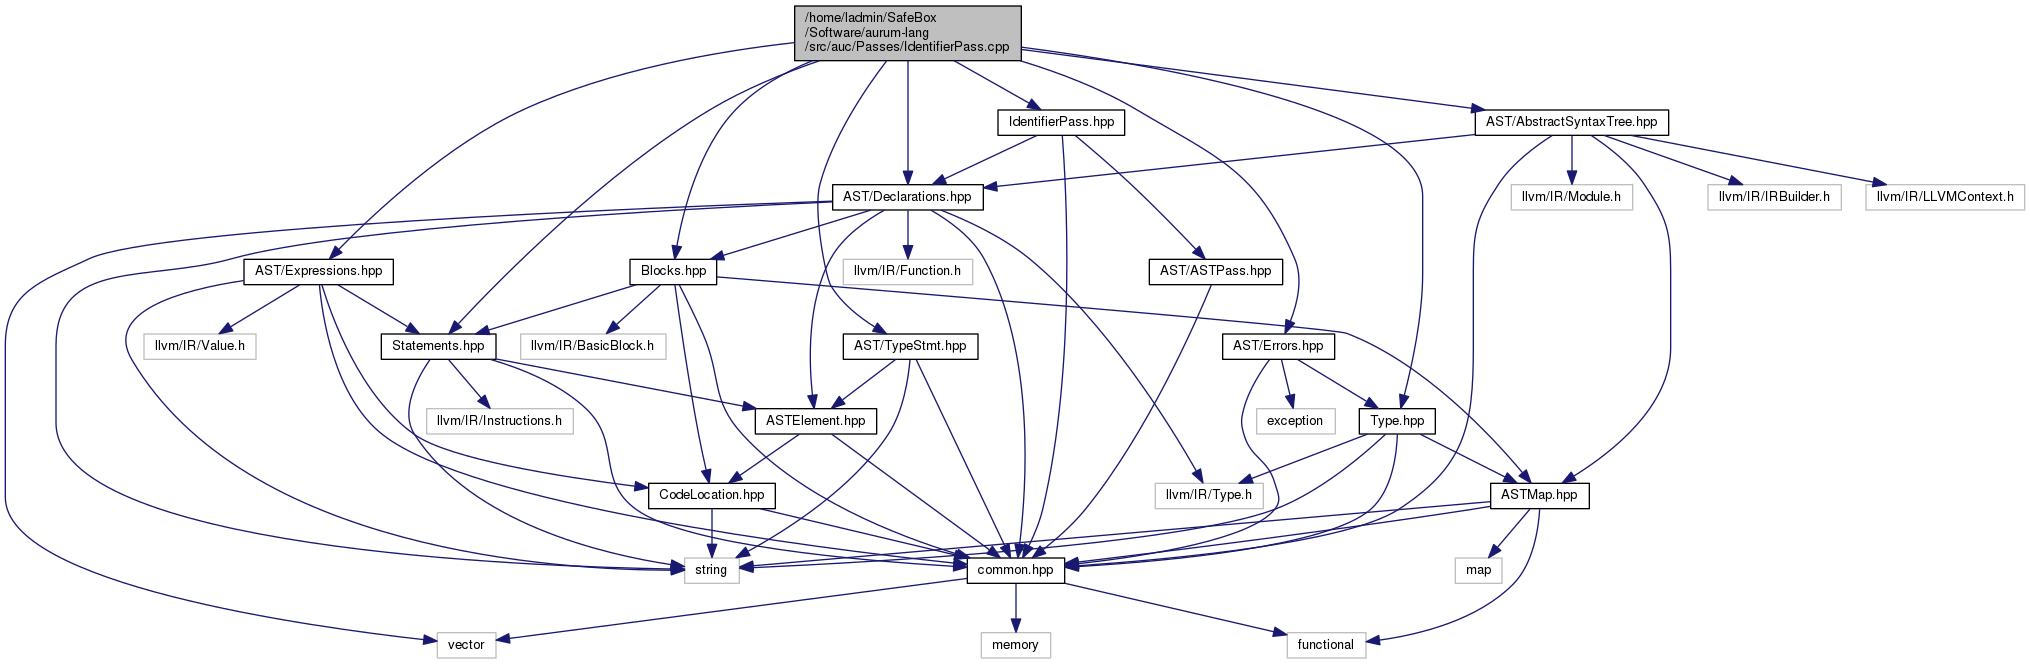 /home/ladmin/SafeBox
/Software/aurum-lang
/src/auc/Passes/IdentifierPass.cpp
IdentifierPass.hpp
AST/AbstractSyntaxTree.hpp
AST/Declarations.hpp
llvm/IR/Module.h
llvm/IR/IRBuilder.h
llvm/IR/LLVMContext.h
AST/Expressions.hpp
Blocks.hpp
llvm/IR/Function.h
AST/ASTPass.hpp
llvm/IR/Value.h
Statements.hpp
llvm/IR/BasicBlock.h
AST/TypeStmt.hpp
AST/Errors.hpp
llvm/IR/Instructions.h
ASTElement.hpp
exception
Type.hpp
CodeLocation.hpp
llvm/IR/Type.h
ASTMap.hpp
string
common.hpp
map
vector
memory
functional